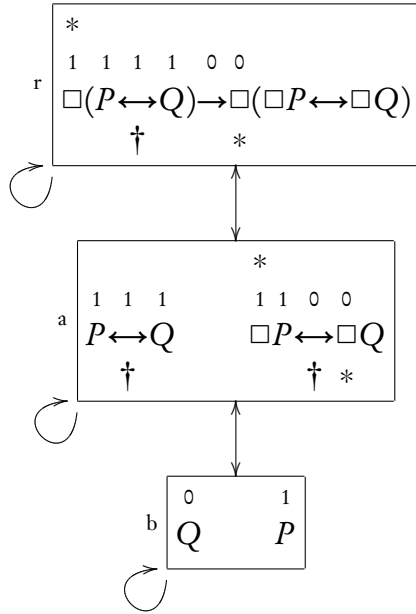 *
1 1 1 1 0 0
r
□(P↔Q)→□(□P↔□Q)
† *
*
1 1 1 1 1 0 0
a
P↔Q □P↔□Q
† † *
0 1
b
Q P